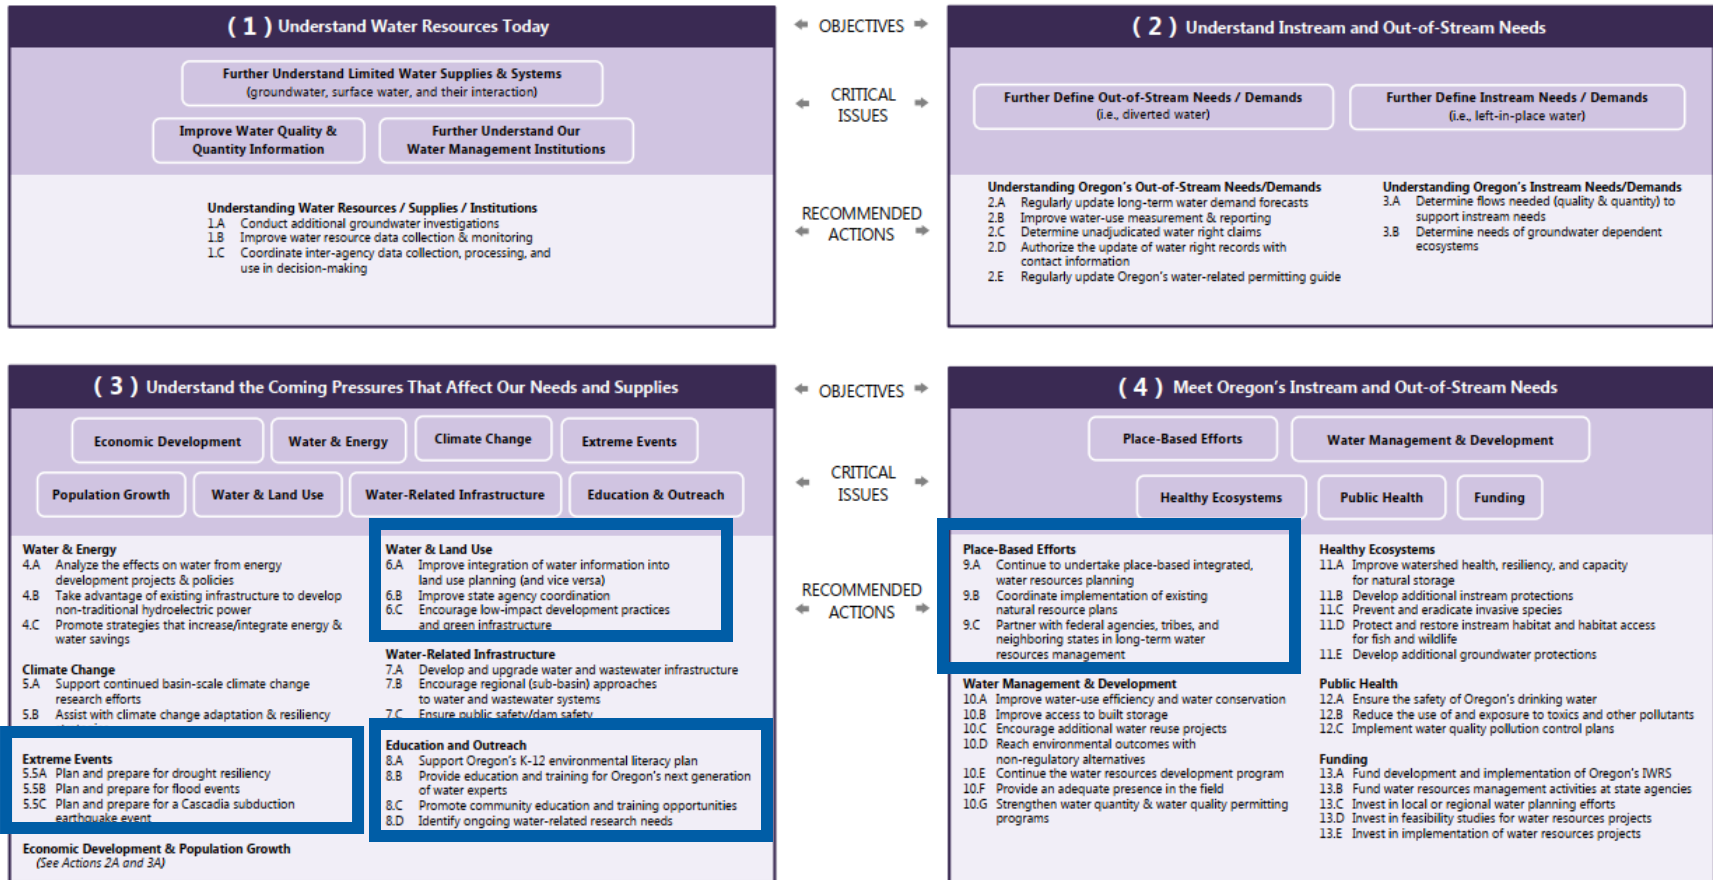 ( 1 ) Understand Water Resources Today
Further Understand Limited Water Supplies & Systems
(groundwater, surface water, and their interaction)
Improve Water Quality &
Quantity Information
Further Understand Our
Water Management Institutions
Understanding Water Resources / Supplies / Institutions
1.A Conduct additional groundwater investigations
1.B Improve water resource data collection & monitoring
1.C Coordinate inter-agency data collection, processing, and
use in decision-making
OBJECTIVES
CRITICAL
ISSUES
RECOMMENDED
ACTIONS
( 2 ) Understand Instream and Out-of-Stream Needs
Further Define Out-of-Stream Needs / Demands
(i.e., diverted water)
Further Define Instream Needs / Demands
(i.e., left-in-place water)
Understanding Oregon's Out-of-Stream Needs/Demands
2.A Regularly update long-term water demand forecasts
2.B Improve water-use measurement & reporting
2.C Determine unadjudicated water right claims
2.D Authorize the update of water right records with
contact information
2.E Regularly update Oregon's water-related permitting guide
Understanding Oregon's Instream Needs/Demands
3.A Determine flows needed (quality & quantity) to
support instream needs
3.B Determine needs of groundwater dependent
ecosystems
( 3 ) Understand the Coming Pressures That Affect Our Needs and Supplies
Economic Development
Water & Energy
Climate Change
Extreme Events
Population Growth
Water & Land Use
Water-Related Infrastructure
Education & Outreach
Water & Energy
4.A Analyze the effects on water from energy
development projects & policies
4.B Take advantage of existing infrastructure to develop
non-traditional hydroelectric power
4.C Promote strategies that increase/integrate energy &
water savings
Climate Change
5.A Support continued basin-scale climate change
research efforts
5.B Assist with climate change adaptation & resiliency
Extreme Events
5.5A Plan and prepare for drought resiliency
5.5B Plan and prepare for flood events
5.5C Plan and prepare for a Cascadia subduction
earthquake event
Economic Development & Population Growth
(See Actions 2A and 3A)
Water & Land Use
6.A Improve integration of water information into
land use planning (and vice versa)
6.B Improve state agency coordination
6.C Encourage low-impact development practices
and green infrastructure
Water-Related Infrastructure
7.A Develop and upgrade water and wastewater infrastructure
7.B Encourage regional (sub-basin) approaches
to water and wastewater systems
7.C Ensure public safety/dam safety
Education and Outreach
8.A Support Oregon's K-12 environmental literacy plan
8.B Provide education and training for Oregon's next generation
of water experts
8.C Promote community education and training opportunities
8.D Identify ongoing water-related research needs
OBJECTIVES
CRITICAL
ISSUES
RECOMMENDED
ACTIONS
( 4 ) Meet Oregon's Instream and Out-of-Stream Needs
Place-Based Efforts
Water Management & Development
Healthy Ecosystems
Public Health
Funding
Place-Based Efforts
9.A Continue to undertake place-based integrated,
water resources planning
9.B Coordinate implementation of existing
natural resource plans
9.C Partner with federal agencies, tribes, and
neighboring states in long-term water
resources management
Water Management & Development
10.A Improve water-use efficiency and water conservation
10.B Improve access to built storage
10.C Encourage additional water reuse projects
10.D Reach environmental outcomes with
non-regulatory alternatives
10.E Continue the water resources development program
10.F Provide an adequate presence in the field
10.G Strengthen water quantity & water quality permitting
programs
Healthy Ecosystems
11.A Improve watershed health, resiliency, and capacity
for natural storage
11.B Develop additional instream protections
11.C Prevent and eradicate invasive species
11.D Protect and restore instream habitat and habitat access
for fish and wildlife
11.E Develop additional groundwater protections
Public Health
12.A Ensure the safety of Oregon's drinking water
12.B Reduce the use of and exposure to toxics and other pollutants
12.C Implement water quality pollution control plans
Funding
13.A Fund development and implementation of Oregon's IWRS
13.B Fund water resources management activities at state agencies
13.C Invest in local or regional water planning efforts
13.D Invest in feasibility studies for water resources projects
13.E Invest in implementation of water resources projects